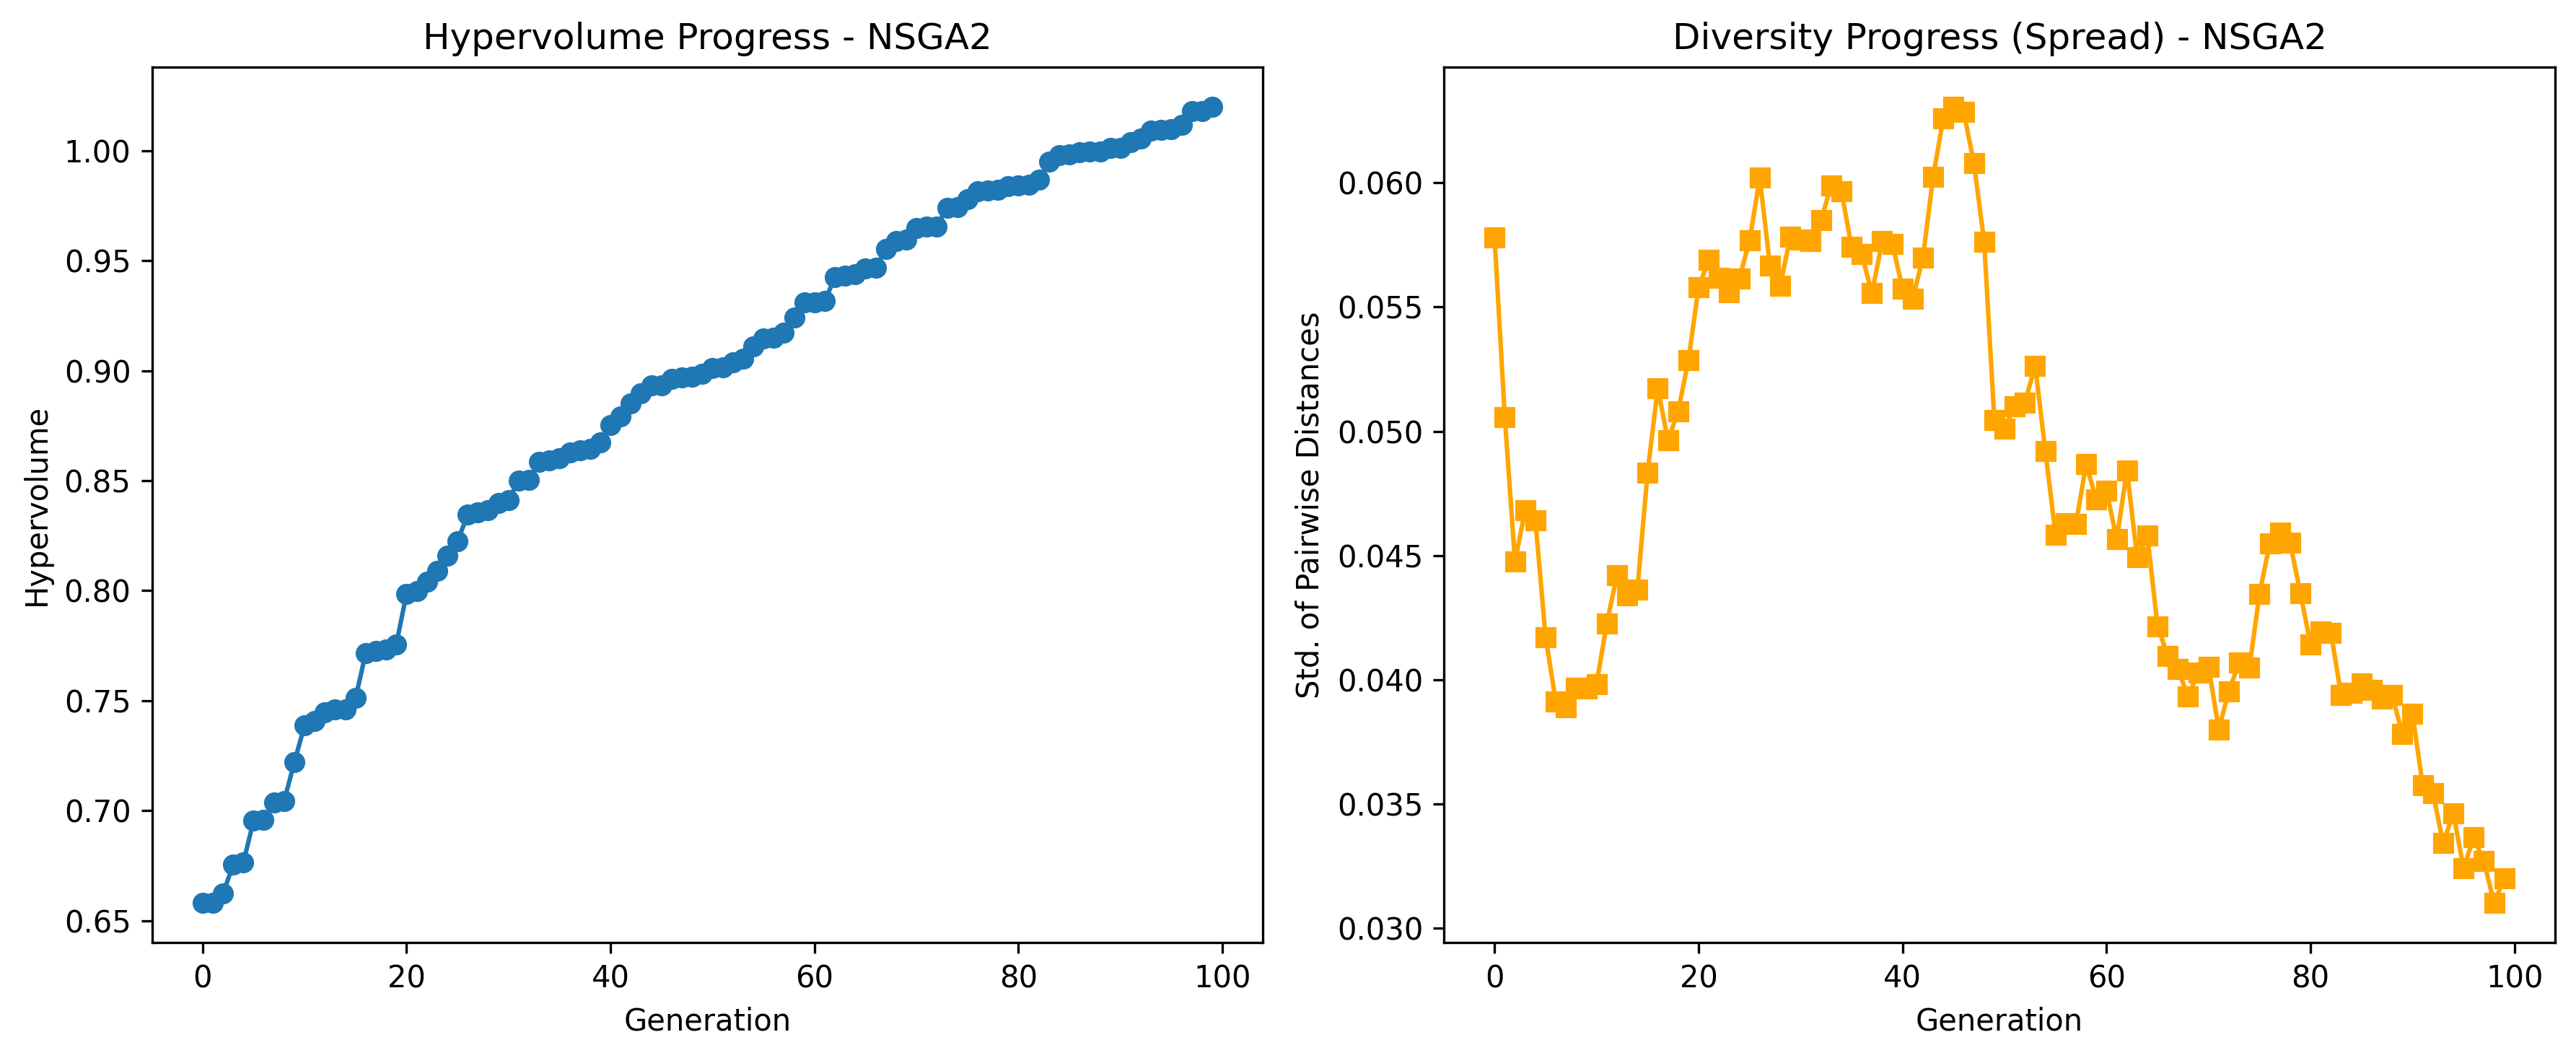 Hypervolume Progress - NSGA2
Hypervolume
1.00
0.95
0.90
0.85
0.80
0.75
0.70
0.65
0 20 40 60 80 100
Generation
Diversity Progress (Spread) - NSGA2
Std. of Pairwise Distances
0.060
0.055
0.050
0.045
0.040
0.035
0.030
0 20 40 60 80 100
Generation